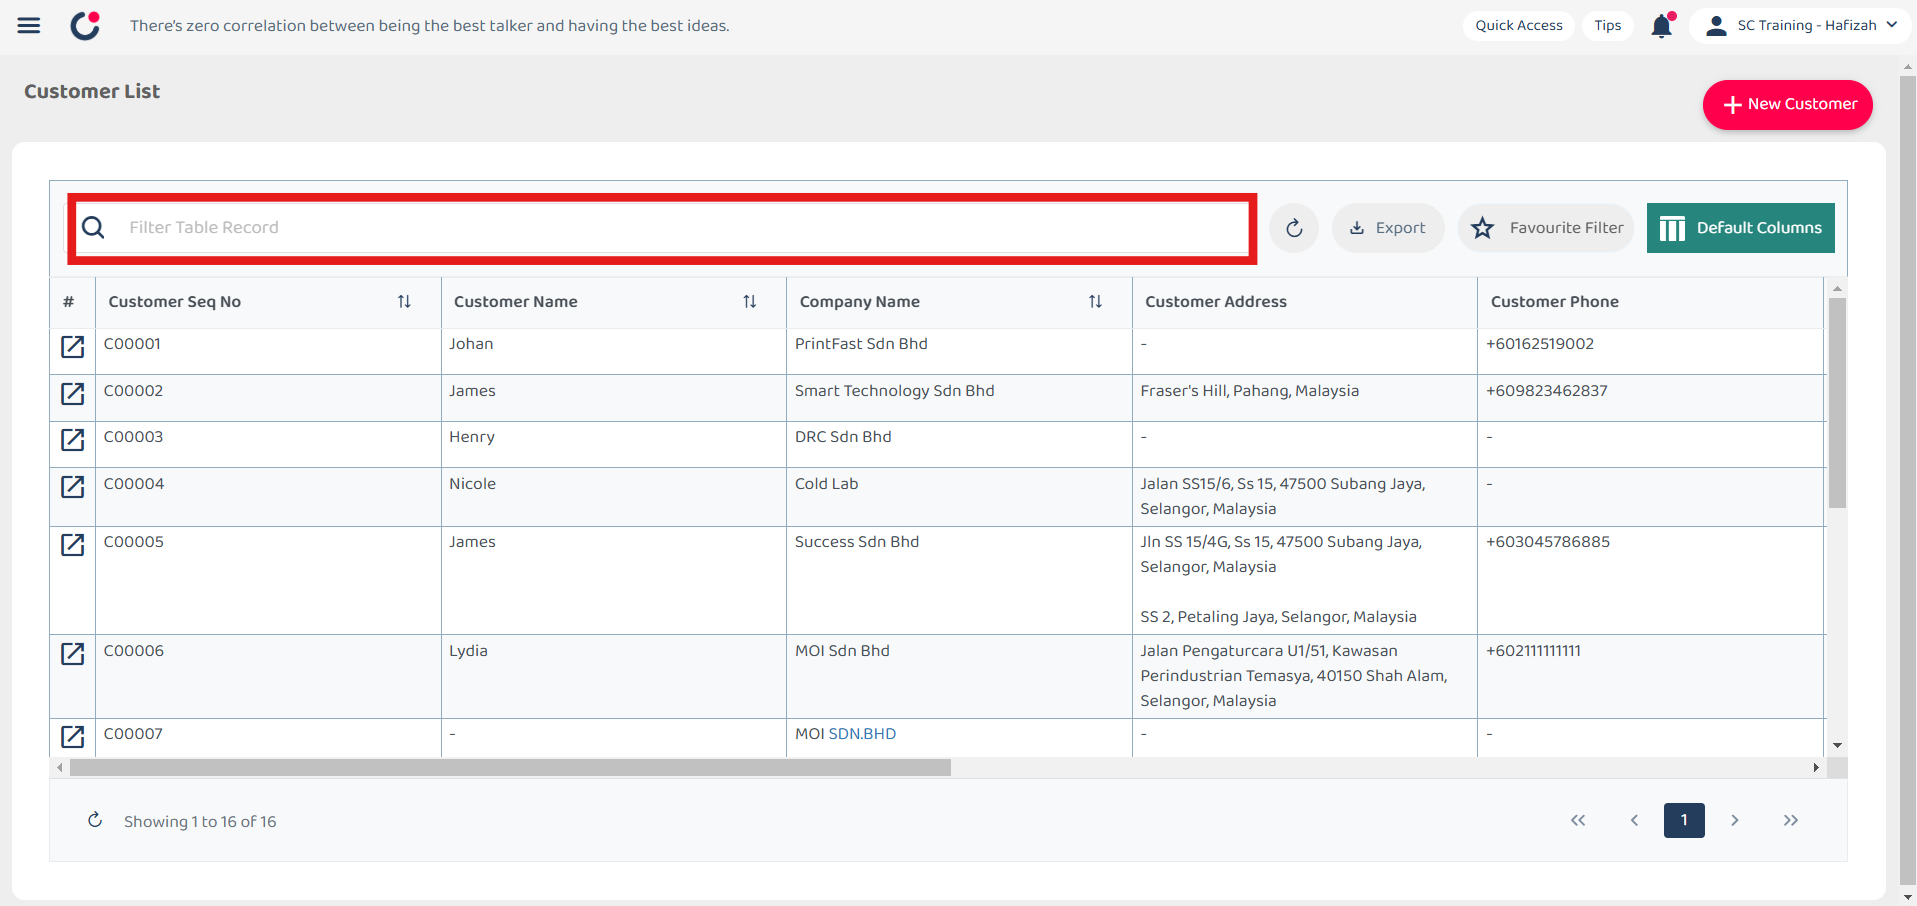 There's zero correlation between being the best talker and having the best ideas.
Quick Access
Tips
SC Training - Hafizah
Customer List
New Customer
Filter Table Record
Export
Favourite Filter
Default Columns
# Customer Seq No Customer Name Company Name Customer Address Customer Phone
C00001 Johan PrintFast Sdn Bhd - +60162519002
C00002 James Smart Technology Sdn Bhd Fraser's Hill, Pahang, Malaysia +609823462837
C00003 Henry DRC Sdn Bhd - -
C00004 Nicole Cold Lab Jalan SS15/6, Ss 15, 47500 Subang Jaya, -
Selangor, Malaysia
C00005 James Success Sdn Bhd Jln SS 15/4G, Ss 15, 47500 Subang Jaya, +603045786885
Selangor, Malaysia
SS 2, Petaling Jaya, Selangor, Malaysia
C00006 Lydia MOI Sdn Bhd Jalan Pengaturcara U1/51, Kawasan +602111111111
Perindustrian Temasya, 40150 Shah Alam,
Selangor, Malaysia
C00007 - MOI SDN.BHD - -
Showing 1 to 16 of 16
1